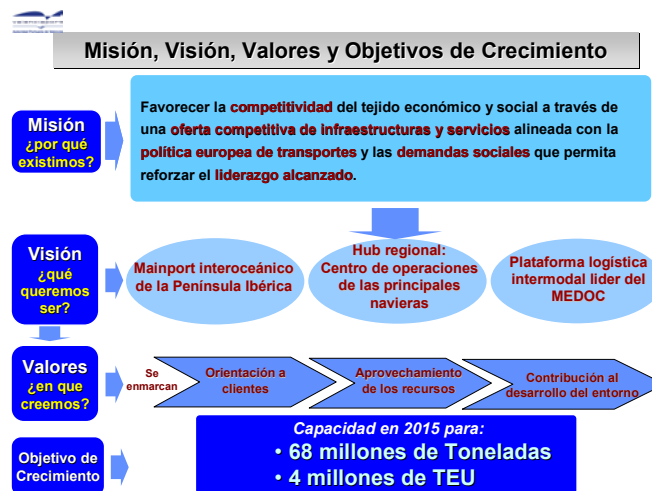 Misión, Visión, Valores y Objetivos de Crecimiento
Misión
¿por qué
existimos?
Favorecer la competitividad del tejido económico y social a través de
una oferta competitiva de infraestructuras y servicios alineada con la
política europea de transportes y las demandas sociales que permita
reforzar el liderazgo alcanzado.
Visión
¿qué
queremos
ser?
Mainport interoceánico
de la Península Ibérica
Hub regional:
Centro de operaciones
de las principales
navieras
Plataforma logística
intermodal lider del
MEDOC
Valores
¿en que
creemos?
Se
enmarcan
Orientación a
clientes
Aprovechamiento
de los recursos
Contribución al
desarrollo del entorno
Objetivo de
Crecimiento
Capacidad en 2015 para:
• 68 millones de Toneladas
• 4 millones de TEU